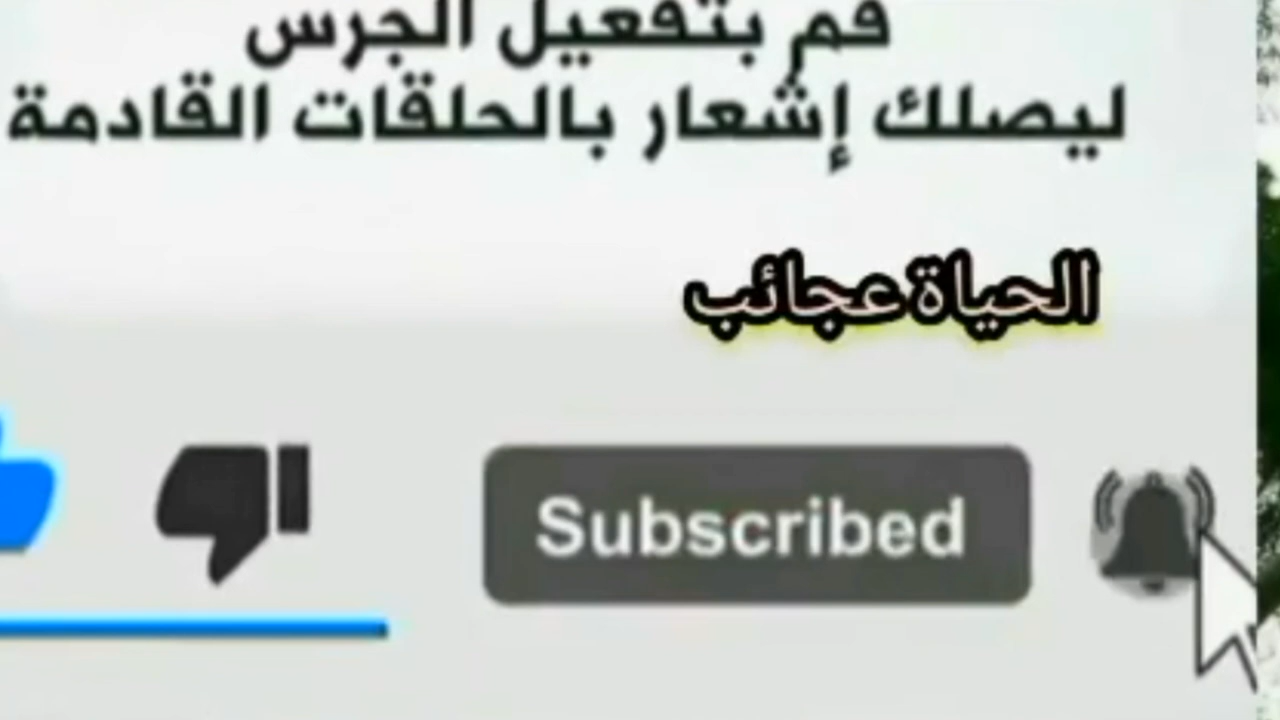 قم بتفعيل الجرس
ليصلك إشعار بالحلقات القادمة
الحياة عجائب
Subscribed